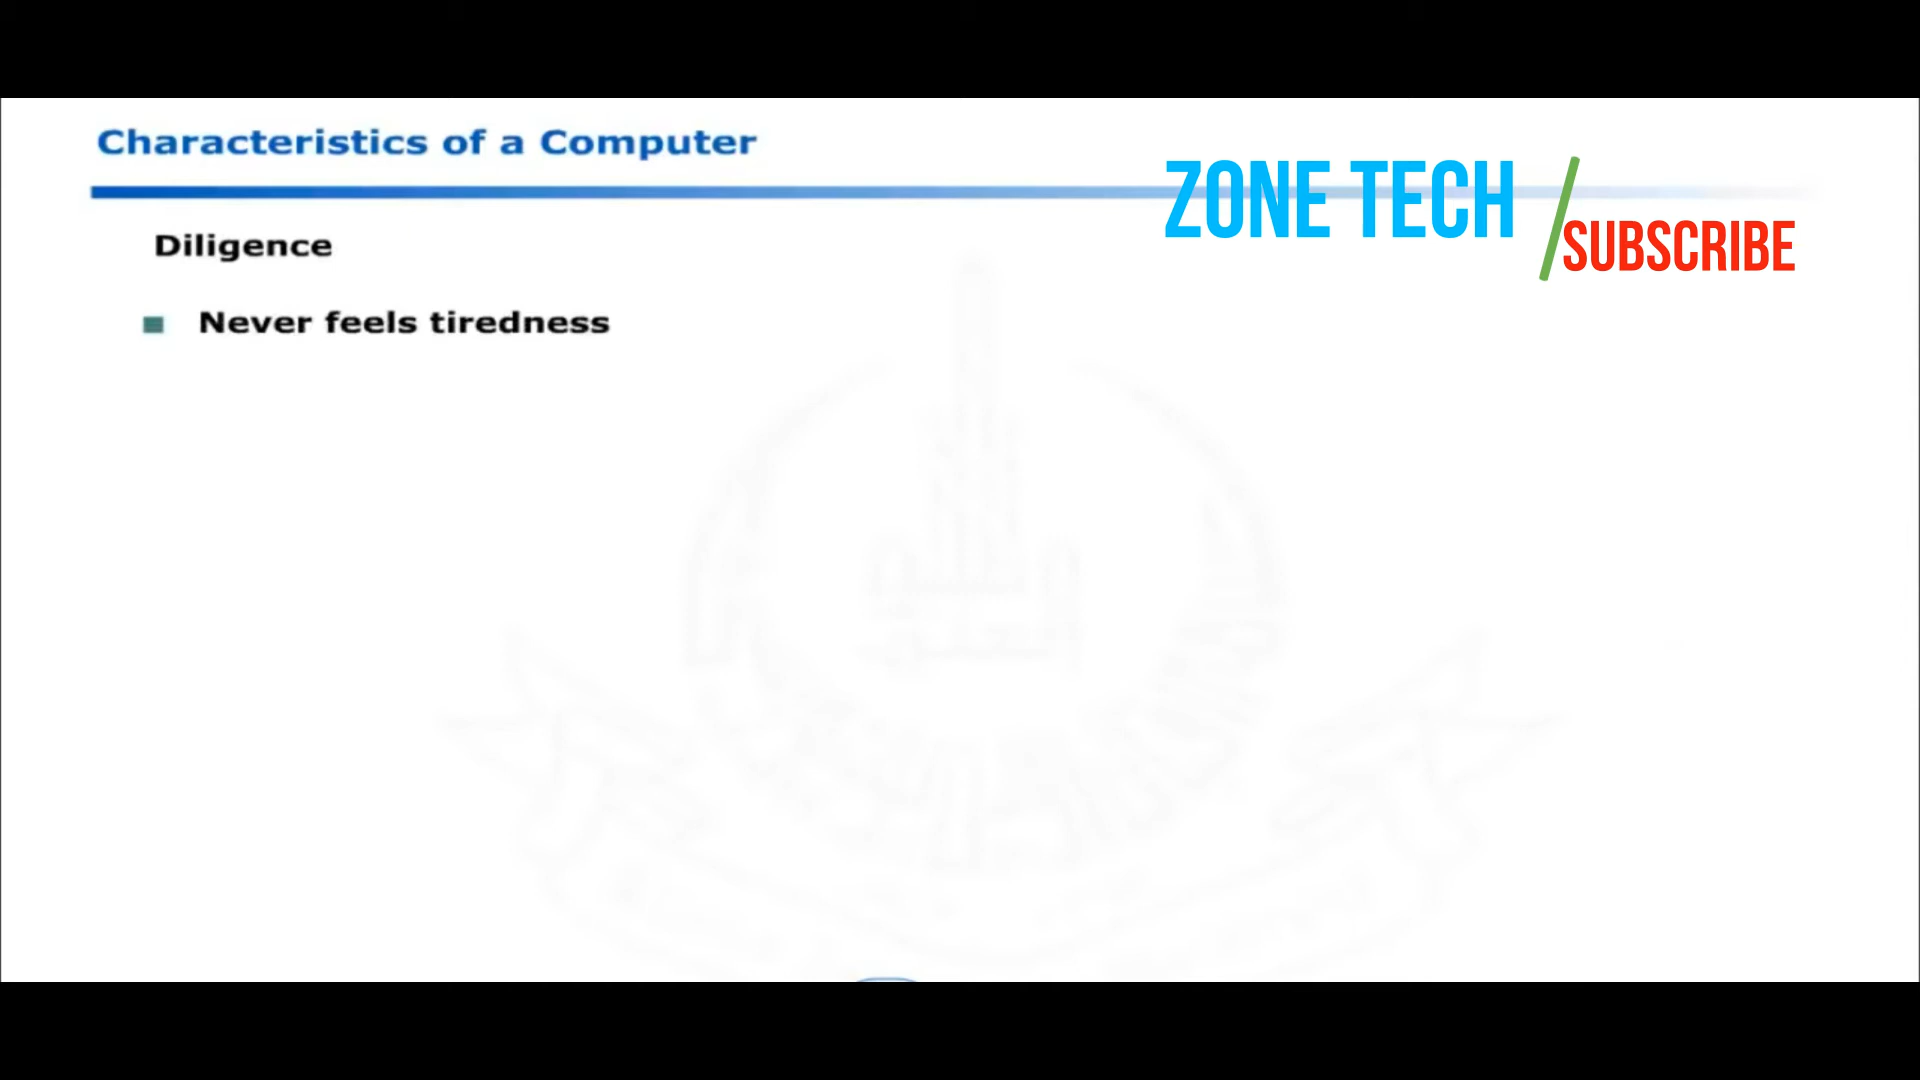 Characteristics of a Computer
ZONE TECH
SUBSCRIBE
Diligence
Never feels tiredness